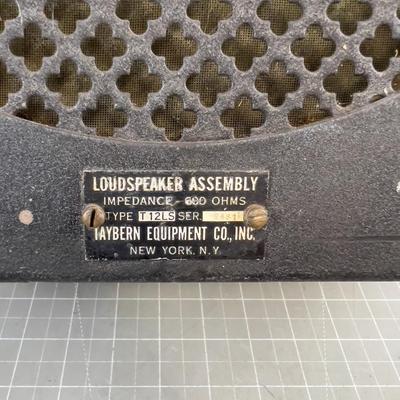 LOUDSPEAKER ASSEMBLY
IMPEDANCE - 600 OHMS
TYPE T12LS SER.
TAYBERN EQUIPMENT CO., INC.
NEW YORK, N.Y